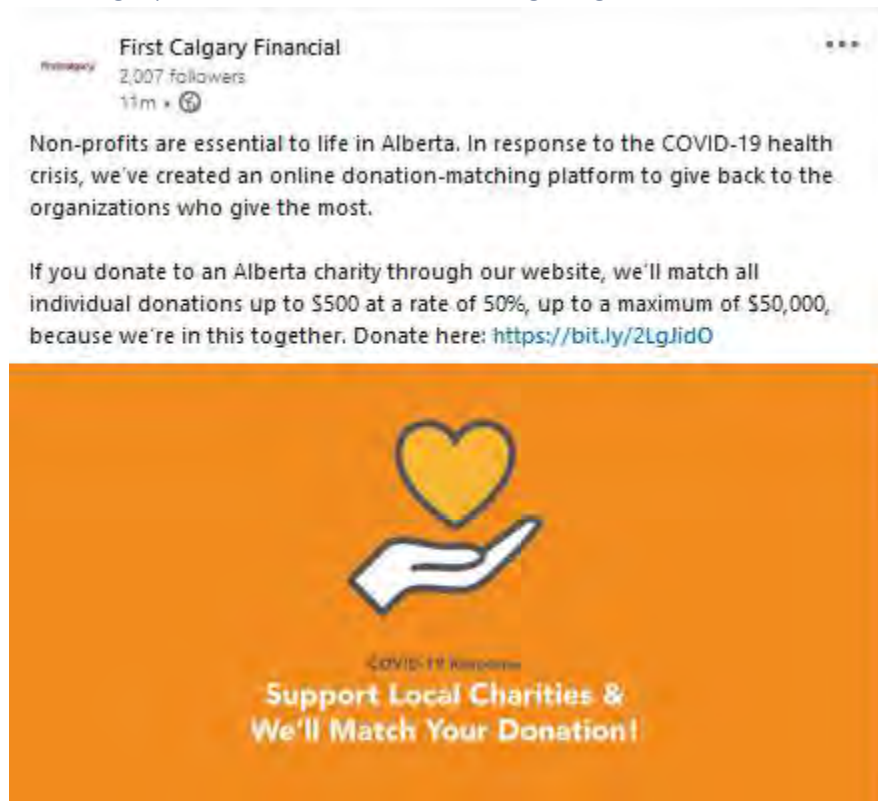 First Calgary Financial
2,007 followers
11m •
Non-profits are essential to life in Alberta. In response to the COVID-19 health
crisis, we've created an online donation-matching platform to give back to the
organizations who give the most.
If you donate to an Alberta charity through our website, we'll match all
individual donations up to $500 at a rate of 50%, up to a maximum of $50,000,
because we're in this together. Donate here: https://bit.ly/2LgJidO
COVID-19 Response
Support Local Charities &
We'll Match Your Donation!